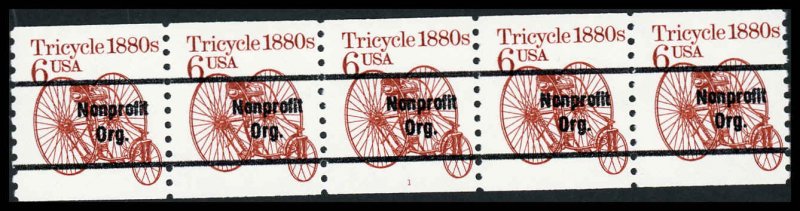 Tricycle 1880s Tricycle 1880s Tricycle 1880s Tricycle 1880s Tricycle 1880s
6 USA 6 USA 6 USA 6 USA 6 USA
Nonprofit Nonprofit Nonprofit Nonprofit Nonprofit
Org. Org. Org. Org. Org.
1